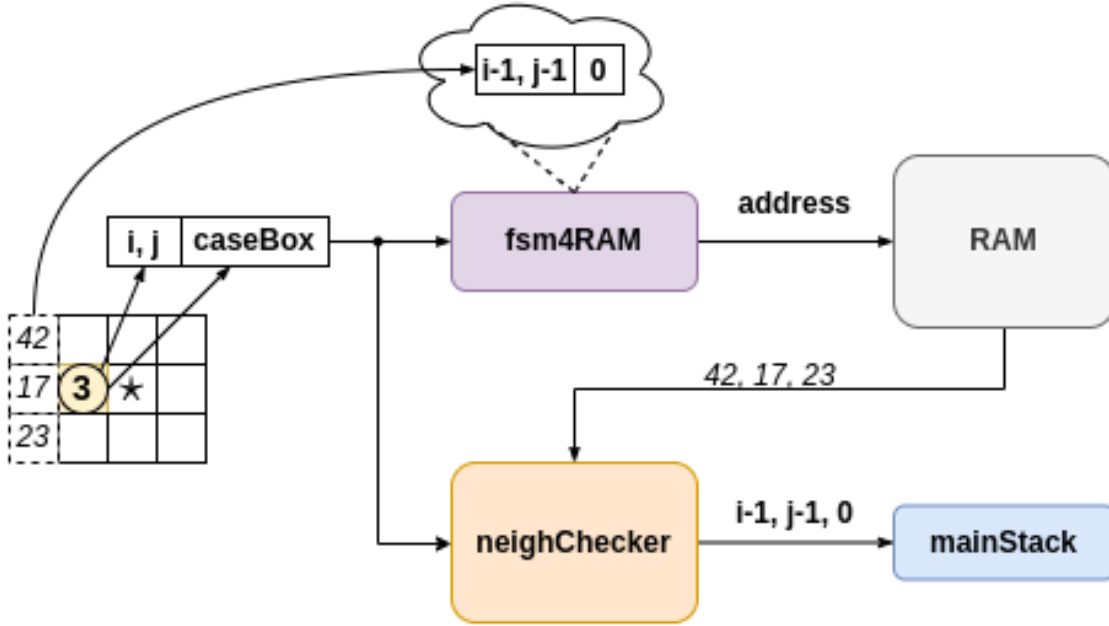 i-1, j-1 0
address
i, j caseBox
fsm4RAM
RAM
42
17 3 *
23
42, 17, 23
neighChecker
i-1, j-1, 0
mainStack